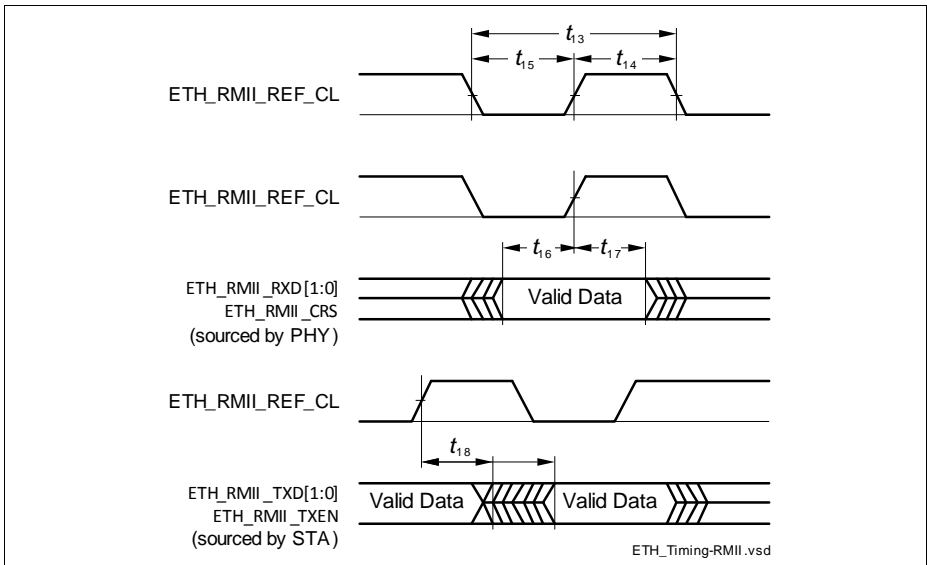 t13
t15 t14
ETH_RMII_REF_CL
ETH_RMII_REF_CL
t16 t17
ETH_RMII_RXD[1:0]
ETH_RMII_CRS
(sourced by PHY)
Valid Data
ETH_RMII_REF_CL
t18
ETH_RMII_TXD[1:0]
ETH_RMII_TXEN
(sourced by STA)
Valid Data Valid Data
ETH_Timing-RMII.vsd